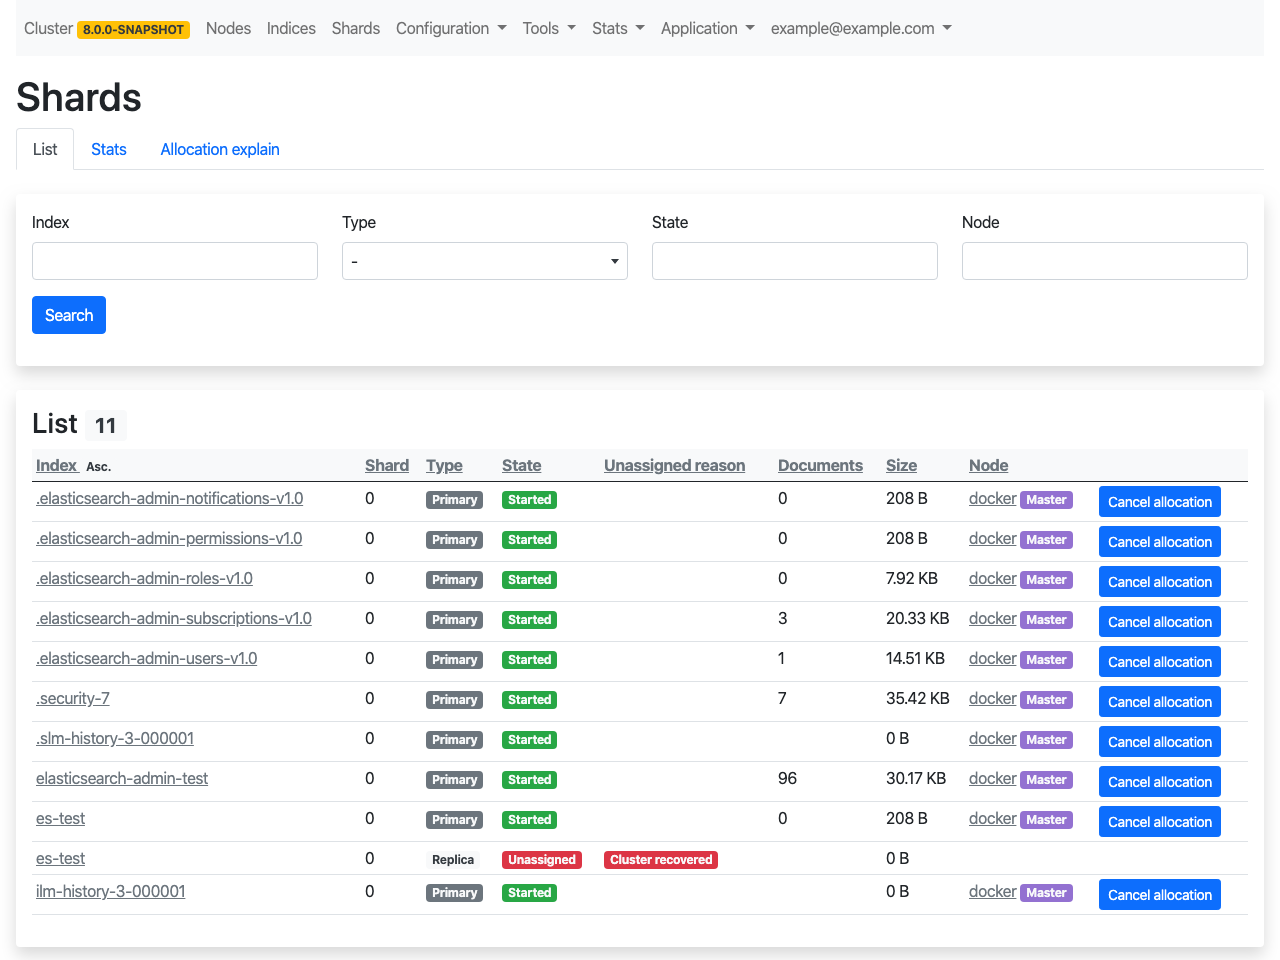 Cluster 8.0.0-SNAPSHOT Nodes Indices Shards Configuration Tools Stats Application example@example.com
Shards
List Stats Allocation explain
Index Type State Node
-
Search
List 11
Index Asc. Shard Type State Unassigned reason Documents Size Node
.elasticsearch-admin-notifications-v1.0 0 Primary Started 0 208 B docker Master Cancel allocation
.elasticsearch-admin-permissions-v1.0 0 Primary Started 0 208 B docker Master Cancel allocation
.elasticsearch-admin-roles-v1.0 0 Primary Started 0 7.92 KB docker Master Cancel allocation
.elasticsearch-admin-subscriptions-v1.0 0 Primary Started 3 20.33 KB docker Master Cancel allocation
.elasticsearch-admin-users-v1.0 0 Primary Started 1 14.51 KB docker Master Cancel allocation
.security-7 0 Primary Started 7 35.42 KB docker Master Cancel allocation
.slm-history-3-000001 0 Primary Started 0 B docker Master Cancel allocation
elasticsearch-admin-test 0 Primary Started 96 30.17 KB docker Master Cancel allocation
es-test 0 Primary Started 0 208 B docker Master Cancel allocation
es-test 0 Replica Unassigned Cluster recovered 0 B
ilm-history-3-000001 0 Primary Started 0 B docker Master Cancel allocation